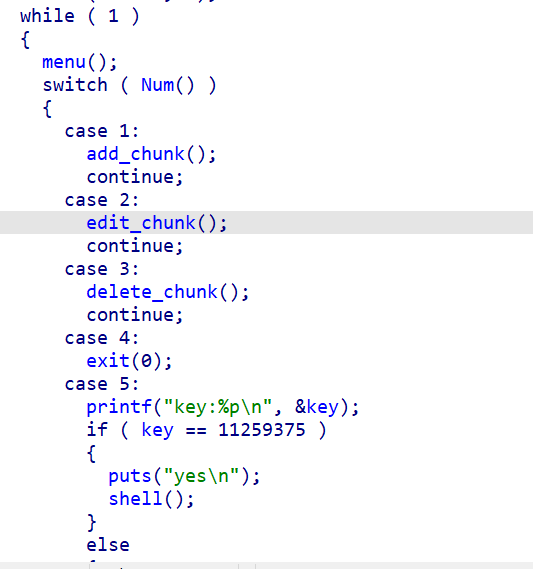 while ( 1 )
{
menu();
switch ( Num() )
{
case 1:
add_chunk();
continue;
case 2:
edit_chunk();
continue;
case 3:
delete_chunk();
continue;
case 4:
exit(0);
case 5:
printf("key:%p\n", &key);
if ( key == 11259375 )
{
puts("yes\n");
shell();
}
else